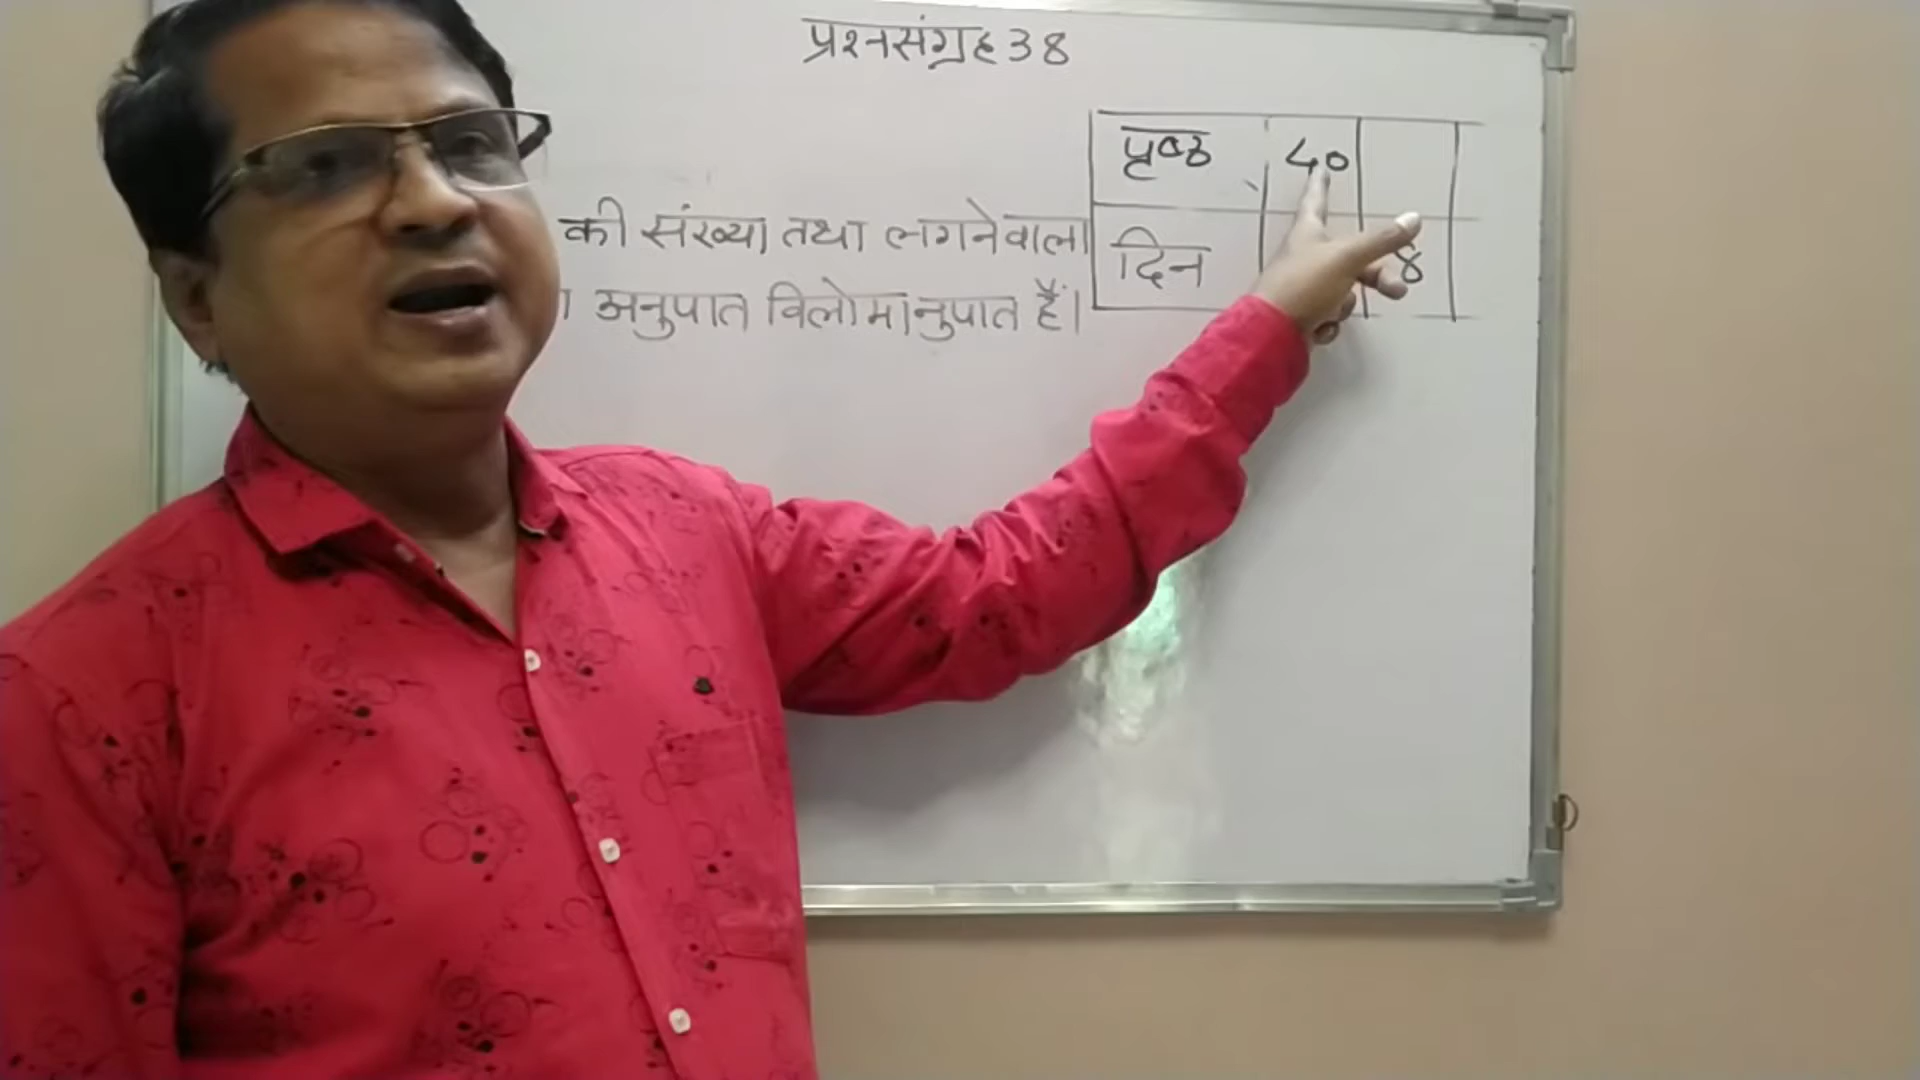 प्रश्नसंग्रह 38
पृष्ठ 40
की संख्या तथा लगनेवाला
दिन 8
अनुपात विलोमानुपात हैं।